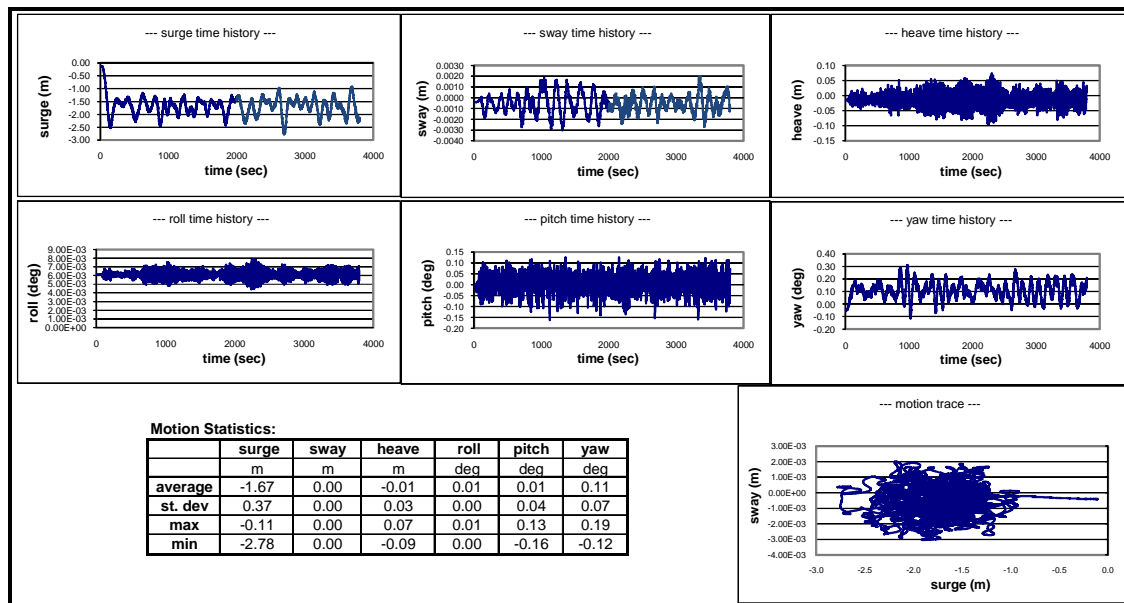 --- surge time history ---
0.00
-0.50
-1.00
-1.50
-2.00
-2.50
-3.00
surge (m)
0 1000 2000 3000 4000
time (sec)
--- sway time history ---
0.0030
0.0020
0.0010
0.0000
-0.0010
-0.0020
-0.0030
-0.0040
sway (m)
0 1000 2000 3000 4000
time (sec)
--- heave time history ---
0.10
0.05
0.00
-0.05
-0.10
-0.15
heave (m)
0 1000 2000 3000 4000
time (sec)
--- roll time history ---
9.00E-03
8.00E-03
7.00E-03
6.00E-03
5.00E-03
4.00E-03
3.00E-03
2.00E-03
1.00E-03
0.00E+00
roll (deg)
0 1000 2000 3000 4000
time (sec)
--- pitch time history ---
0.15
0.10
0.05
0.00
-0.05
-0.10
-0.15
-0.20
pitch (deg)
0 1000 2000 3000 4000
time (sec)
--- yaw time history ---
0.40
0.30
0.20
0.10
0.00
-0.10
-0.20
yaw (deg)
0 1000 2000 3000 4000
time (sec)
Motion Statistics:
surge sway heave roll pitch yaw
m m m deg deg deg
average -1.67 0.00 -0.01 0.01 0.01 0.11
st. dev 0.37 0.00 0.03 0.00 0.04 0.07
max -0.11 0.00 0.07 0.01 0.13 0.19
min -2.78 0.00 -0.09 0.00 -0.16 -0.12
--- motion trace ---
3.00E-03
2.00E-03
1.00E-03
0.00E+00
-1.00E-03
-2.00E-03
-3.00E-03
-4.00E-03
sway (m)
-3.0 -2.5 -2.0 -1.5 -1.0 -0.5 0.0
surge (m)